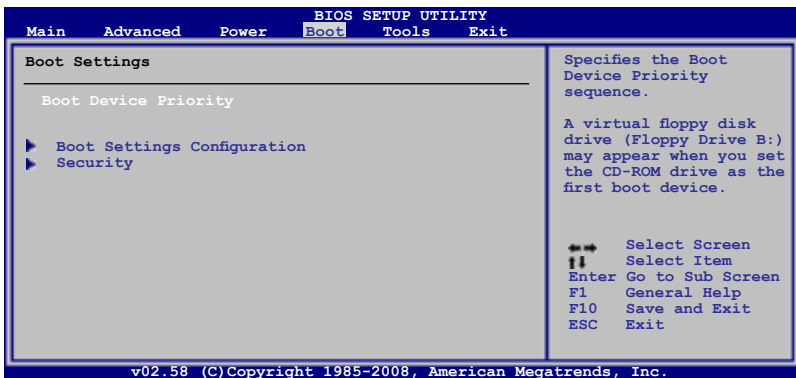 BIOS SETUP UTILITY
Main Advanced Power Boot Tools Exit
Boot Settings
Boot Device Priority
Boot Settings Configuration
Security
Specifies the Boot
Device Priority
sequence.
A virtual floppy disk
drive (Floppy Drive B:)
may appear when you set
the CD-ROM drive as the
first boot device.
Select Screen
Select Item
Enter Go to Sub Screen
F1 General Help
F10 Save and Exit
ESC Exit
v02.58 (C)Copyright 1985-2008, American Megatrends, Inc.